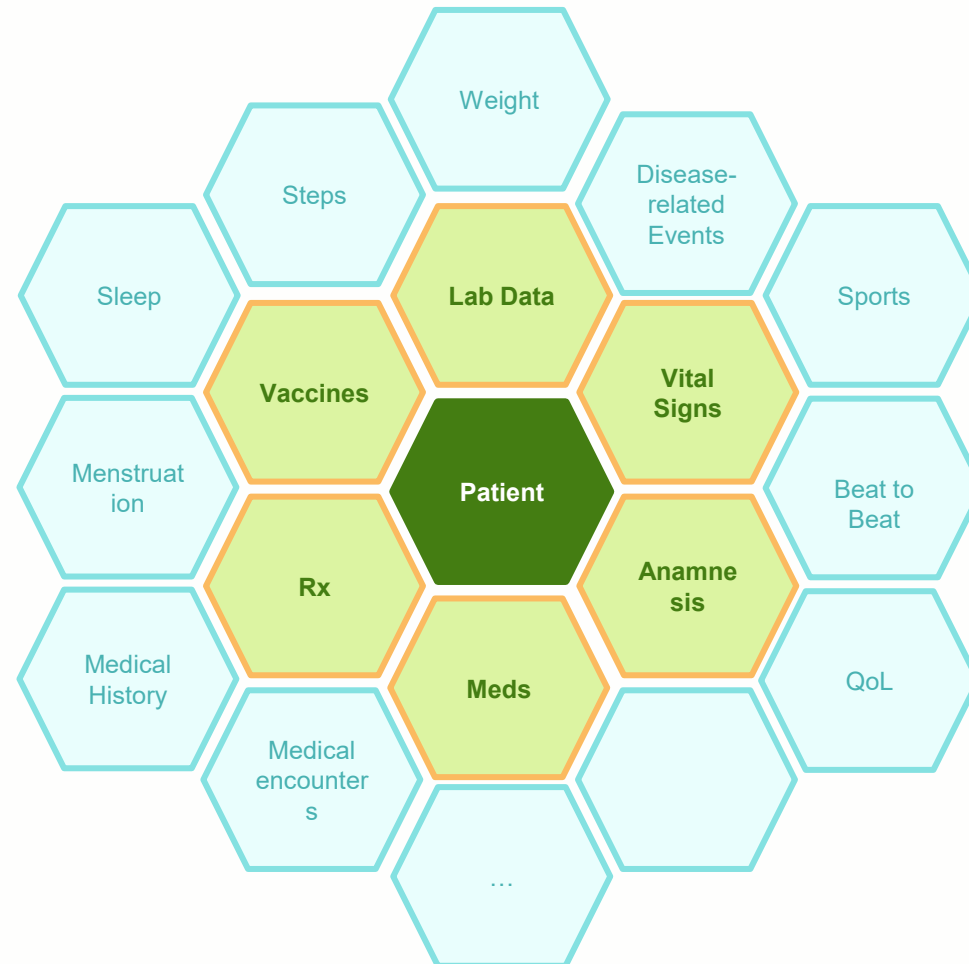 Weight
Disease-
related
Events
Steps
Sleep
Lab Data
Sports
Vaccines
Vital
Signs
Menstruat
ion
Patient
Beat to
Beat
Rx
Anamne
sis
Medical
History
Meds
QoL
Medical
encounter
s
...